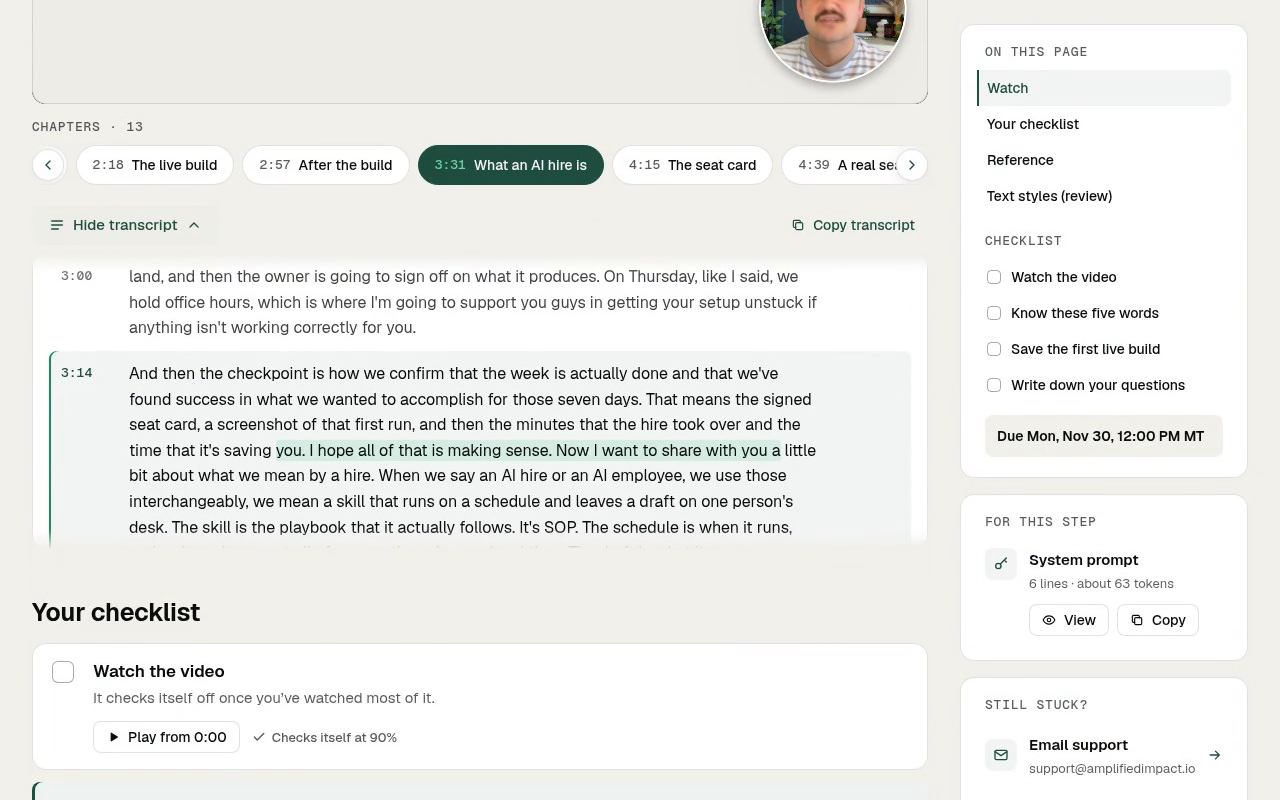 CHAPTERS · 13
2:18 The live build
2:57 After the build
3:31 What an AI hire is
4:15 The seat card
4:39 A real
Hide transcript
Copy transcript
3:00
land, and then the owner is going to sign off on what it produces. On Thursday, like I said, we
hold office hours, which is where I'm going to support you guys in getting your setup unstuck if
anything isn't working correctly for you.
3:14
And then the checkpoint is how we confirm that the week is actually done and that we've
found success in what we wanted to accomplish for those seven days. That means the signed
seat card, a screenshot of that first run, and then the minutes that the hire took over and the
time that it's saving you. I hope all of that is making sense. Now I want to share with you a little
bit about what we mean by a hire. When we say an AI hire or an AI employee, we use those
interchangeably, we mean a skill that runs on a schedule and leaves a draft on one person's
desk. The skill is the playbook that it actually follows. It's SOP. The schedule is when it runs,
Your checklist
Watch the video
It checks itself off once you've watched most of it.
Play from 0:00
Checks itself at 90%
ON THIS PAGE
Watch
Your checklist
Reference
Text styles (review)
CHECKLIST
Watch the video
Know these five words
Save the first live build
Write down your questions
Due Mon, Nov 30, 12:00 PM MT
FOR THIS STEP
System prompt
6 lines · about 63 tokens
View
Copy
STILL STUCK?
Email support
support@amplifiedimpact.io